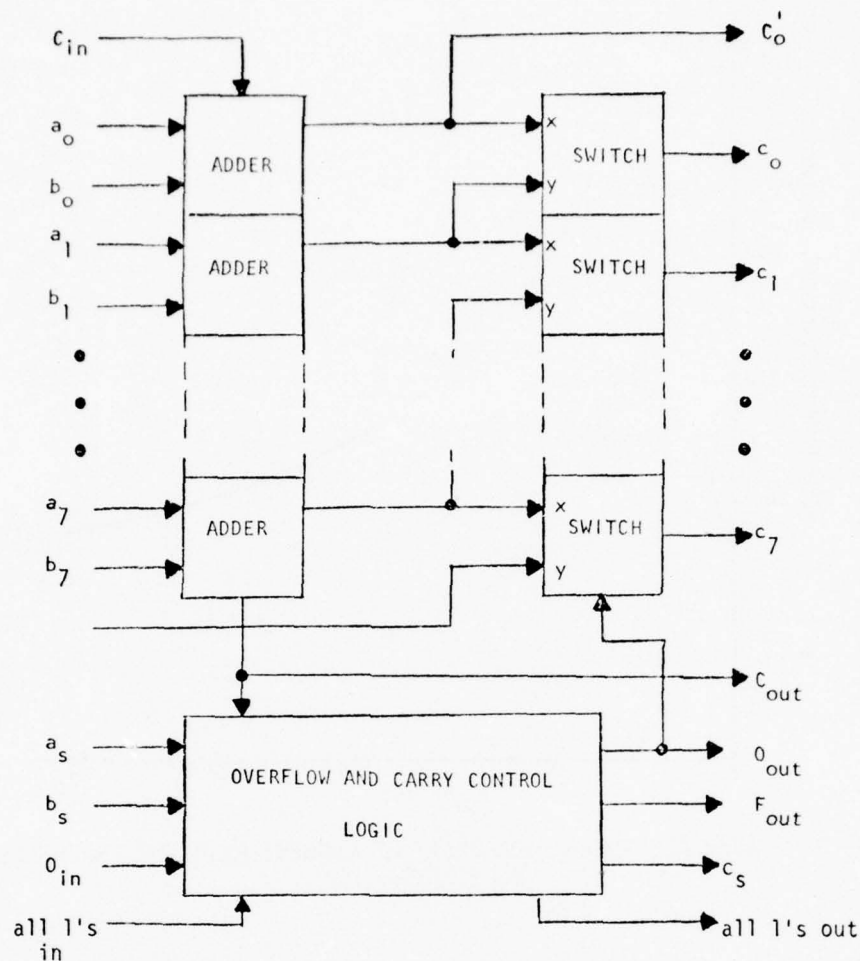 C_in
C_o'
a_o
b_o
ADDER
x
y
SWITCH
c_o
a_1
b_1
ADDER
x
y
SWITCH
c_1
a_7
b_7
ADDER
x
y
SWITCH
c_7
C_out
a_s
b_s
O_in
OVERFLOW AND CARRY CONTROL
LOGIC
O_out
F_out
c_s
all 1's
in
all 1's out